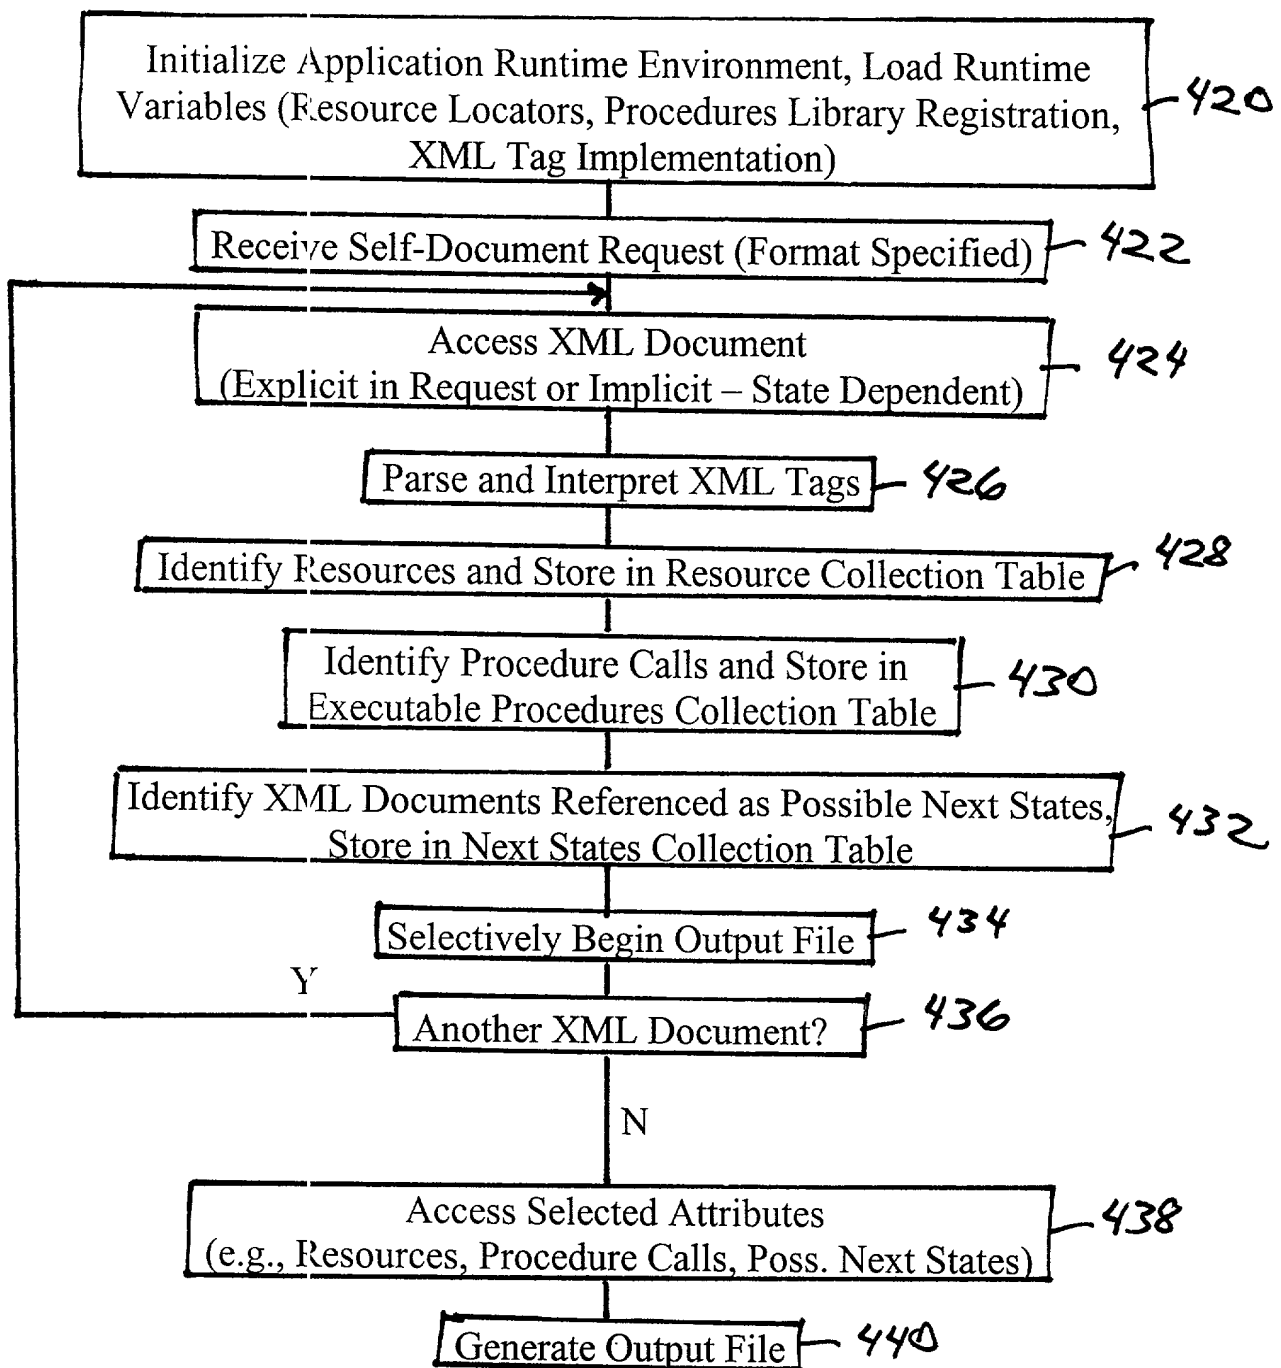 Initialize Application Runtime Environment, Load Runtime
Variables (Resource Locators, Procedures Library Registration,
XML Tag Implementation)
420
Receive Self-Document Request (Format Specified)
422
Access XML Document
(Explicit in Request or Implicit – State Dependent)
424
Parse and Interpret XML Tags
426
Identify Resources and Store in Resource Collection Table
428
Identify Procedure Calls and Store in
Executable Procedures Collection Table
430
Identify XML Documents Referenced as Possible Next States,
Store in Next States Collection Table
432
Selectively Begin Output File
434
Y
Another XML Document?
436
N
Access Selected Attributes
(e.g., Resources, Procedure Calls, Poss. Next States)
438
Generate Output File
440